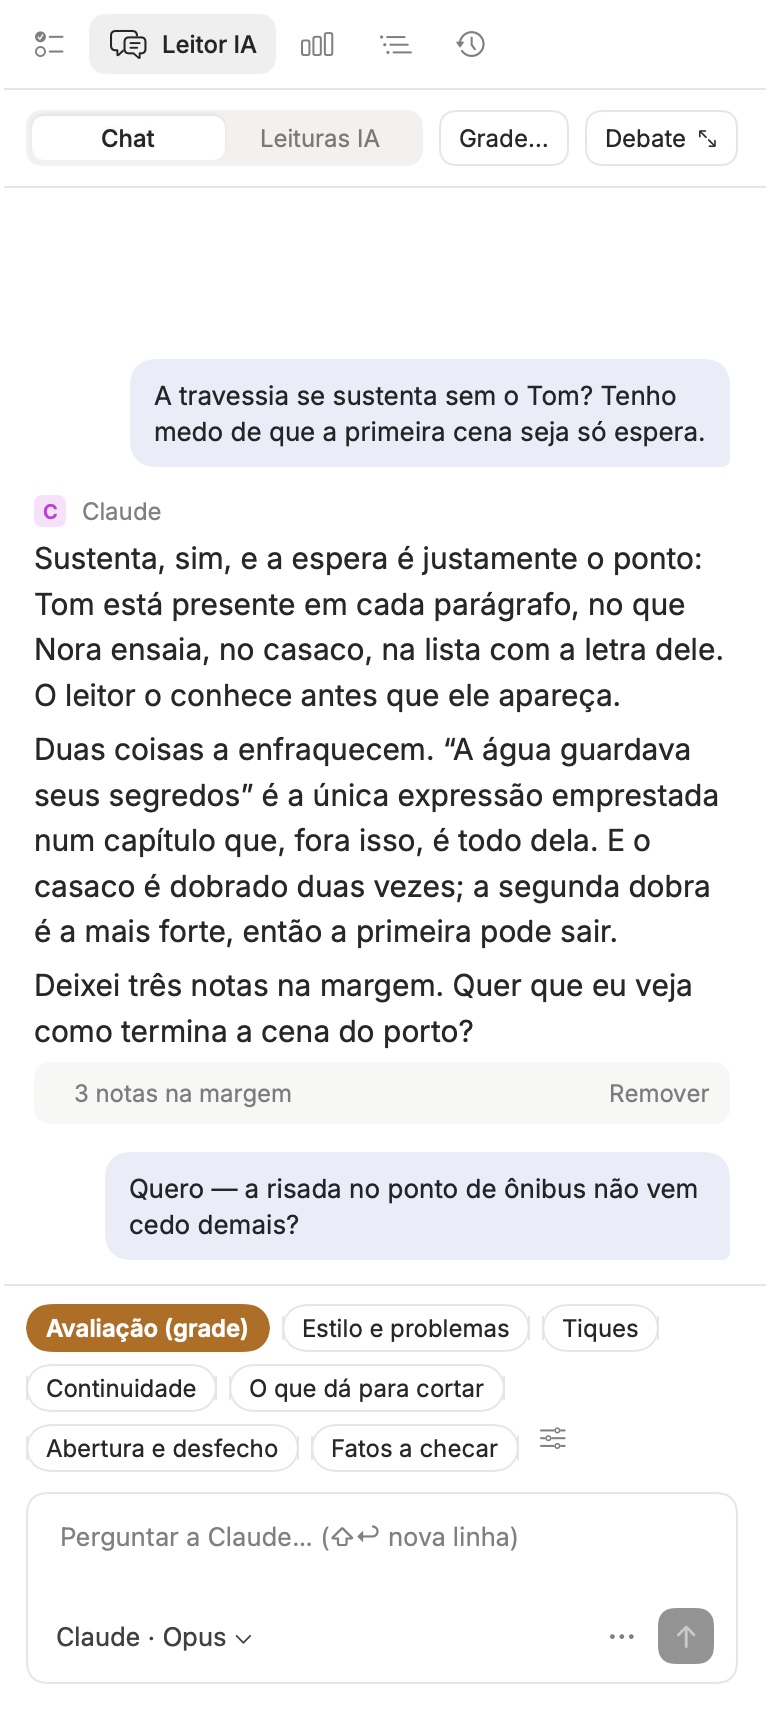 Leitor IA
Chat
Leituras IA
Grade...
Debate
A travessia se sustenta sem o Tom? Tenho
medo de que a primeira cena seja só espera.
C Claude
Sustenta, sim, e a espera é justamente o ponto:
Tom está presente em cada parágrafo, no que
Nora ensaia, no casaco, na lista com a letra dele.
O leitor o conhece antes que ele apareça.
Duas coisas a enfraquecem. “A água guardava
seus segredos” é a única expressão emprestada
num capítulo que, fora isso, é todo dela. E o
casaco é dobrado duas vezes; a segunda dobra
é a mais forte, então a primeira pode sair.
Deixei três notas na margem. Quer que eu veja
como termina a cena do porto?
3 notas na margem
Remover
Quero — a risada no ponto de ônibus não vem
cedo demais?
Avaliação (grade)
Estilo e problemas
Tiques
Continuidade
O que dá para cortar
Abertura e desfecho
Fatos a checar
Perguntar a Claude... (⇧↩ nova linha)
Claude · Opus